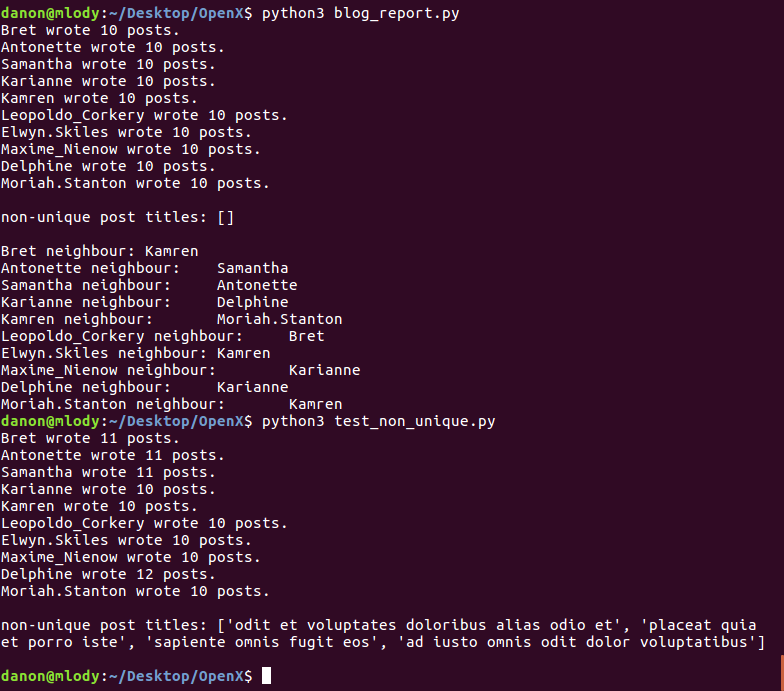 danon@mlody:~/Desktop/OpenX$ python3 blog_report.py
Bret wrote 10 posts.
Antonette wrote 10 posts.
Samantha wrote 10 posts.
Karianne wrote 10 posts.
Kamren wrote 10 posts.
Leopoldo_Corkery wrote 10 posts.
Elwyn.Skiles wrote 10 posts.
Maxime_Nienow wrote 10 posts.
Delphine wrote 10 posts.
Moriah.Stanton wrote 10 posts.

non-unique post titles: []

Bret neighbour: Kamren
Antonette neighbour:    Samantha
Samantha neighbour:     Antonette
Karianne neighbour:     Delphine
Kamren neighbour:       Moriah.Stanton
Leopoldo_Corkery neighbour:     Bret
Elwyn.Skiles neighbour: Kamren
Maxime_Nienow neighbour:        Karianne
Delphine neighbour:     Karianne
Moriah.Stanton neighbour:       Kamren
danon@mlody:~/Desktop/OpenX$ python3 test_non_unique.py
Bret wrote 11 posts.
Antonette wrote 11 posts.
Samantha wrote 11 posts.
Karianne wrote 10 posts.
Kamren wrote 10 posts.
Leopoldo_Corkery wrote 10 posts.
Elwyn.Skiles wrote 10 posts.
Maxime_Nienow wrote 10 posts.
Delphine wrote 12 posts.
Moriah.Stanton wrote 10 posts.

non-unique post titles: ['odit et voluptates doloribus alias odio et', 'placeat quia
et porro iste', 'sapiente omnis fugit eos', 'ad iusto omnis odit dolor voluptatibus']

danon@mlody:~/Desktop/OpenX$